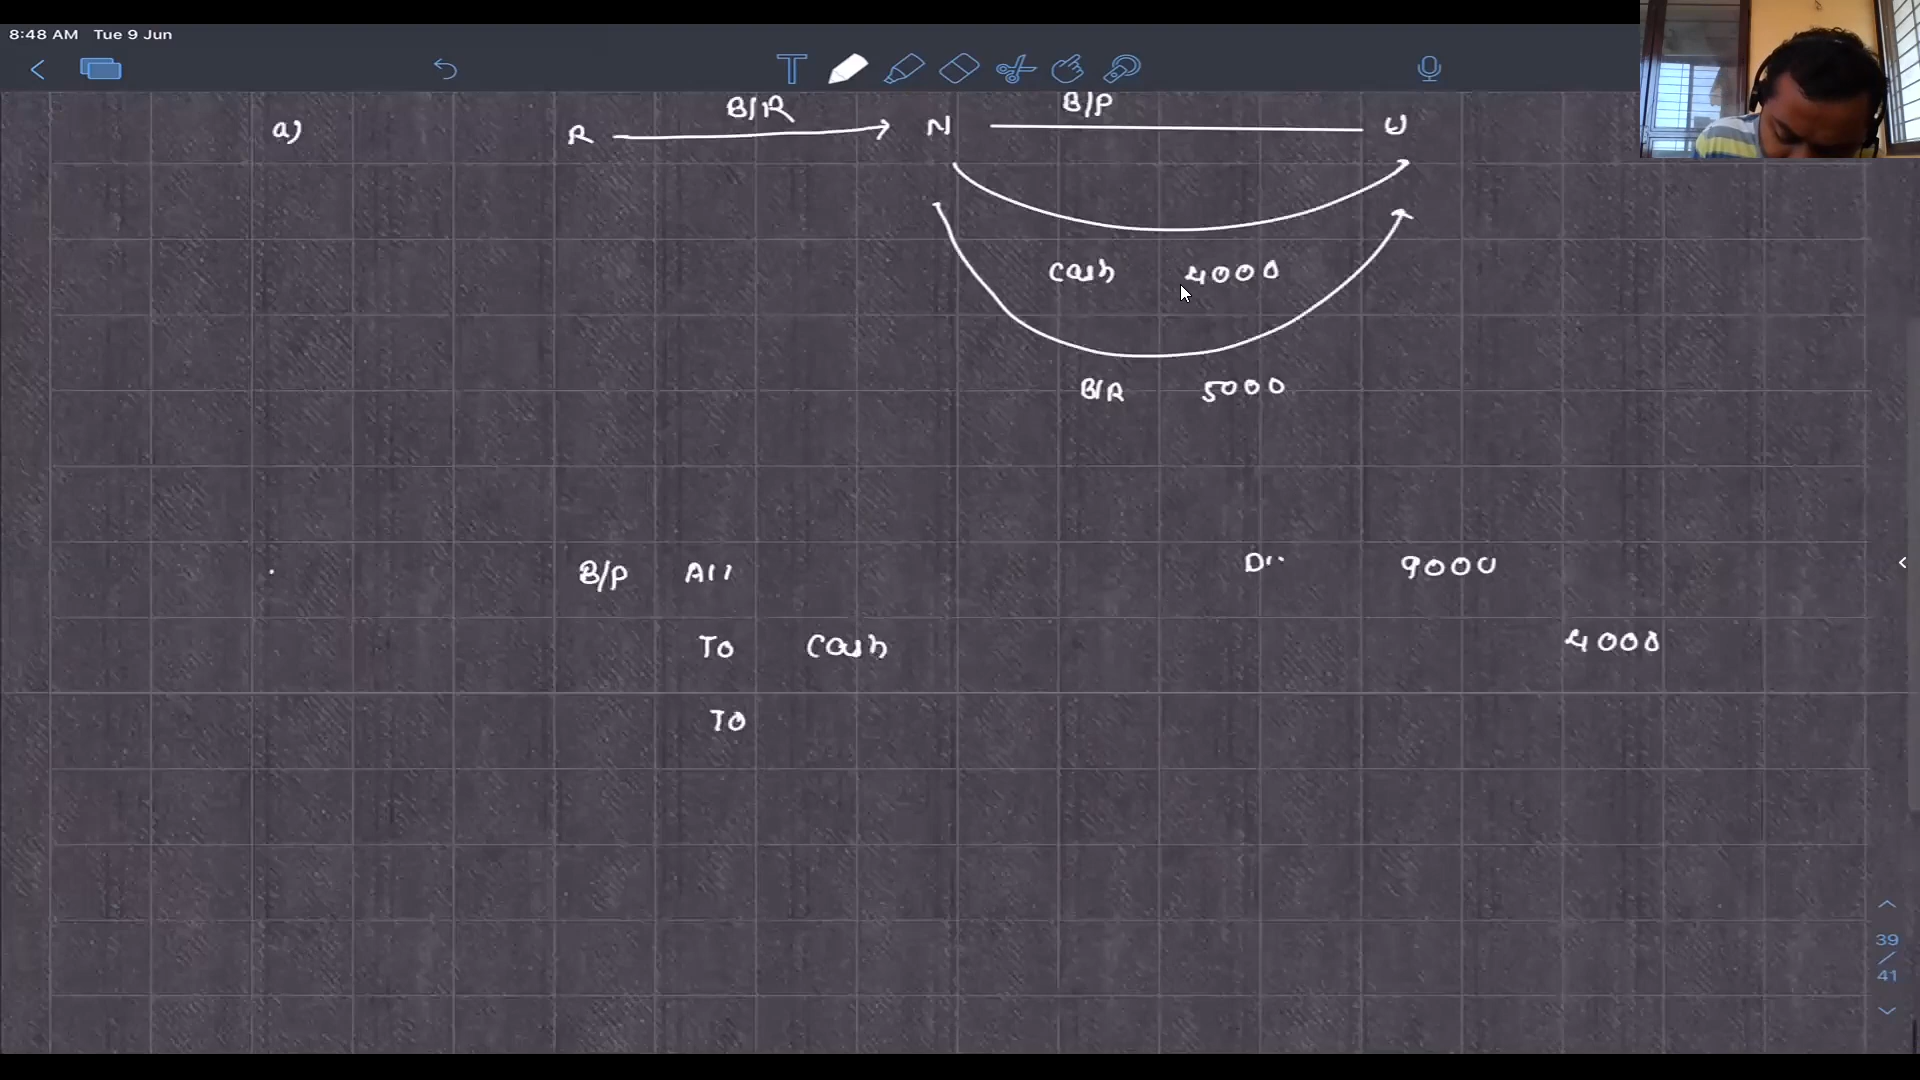 8:48 AM Tue 9 Jun
T
a) R B/R N B/P U
Cash 4000
B/R 5000
B/P A/c Dr. 9000
To Cash 4000
To
39
/
41